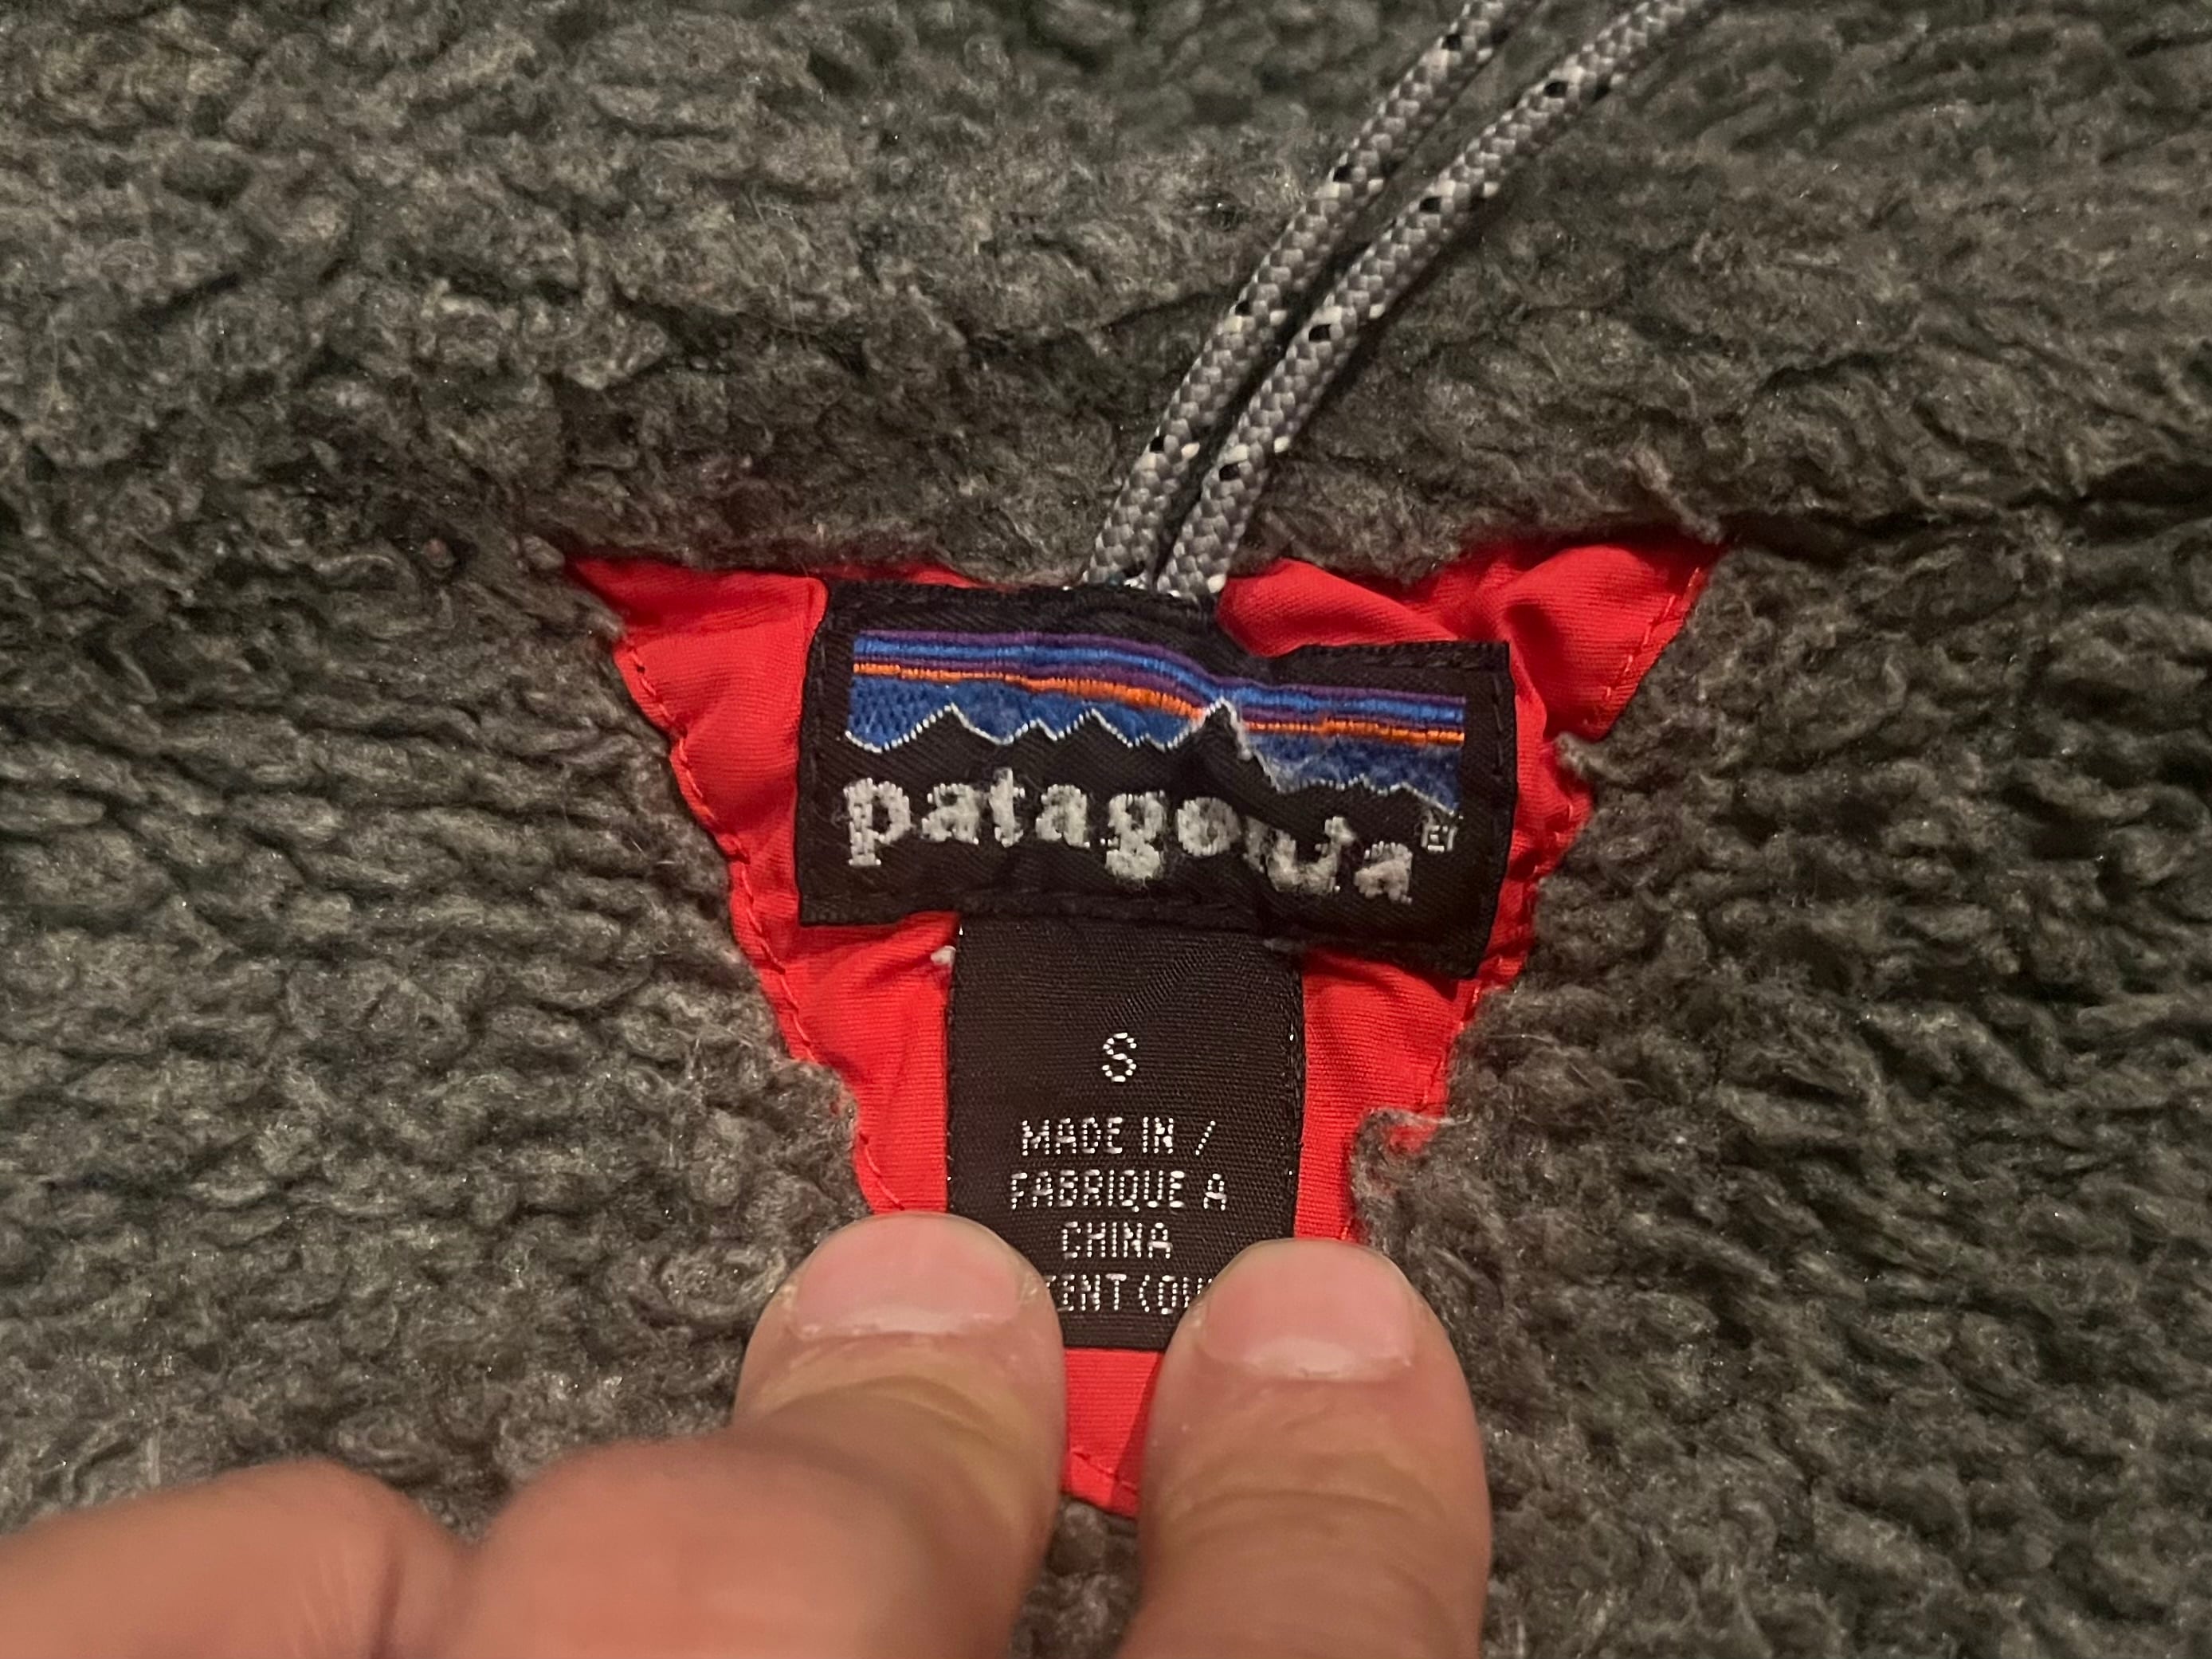 patagonia®
S
MADE IN /
FABRIQUE A
CHINA